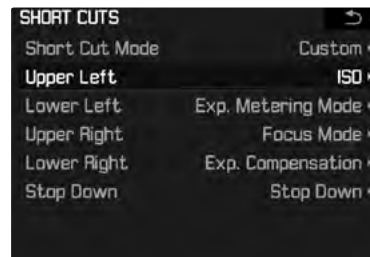 SHORT CUTS
Short Cut Mode Custom
Upper Left ISO
Lower Left Exp. Metering Mode
Upper Right Focus Mode
Lower Right Exp. Compensation
Stop Down Stop Down